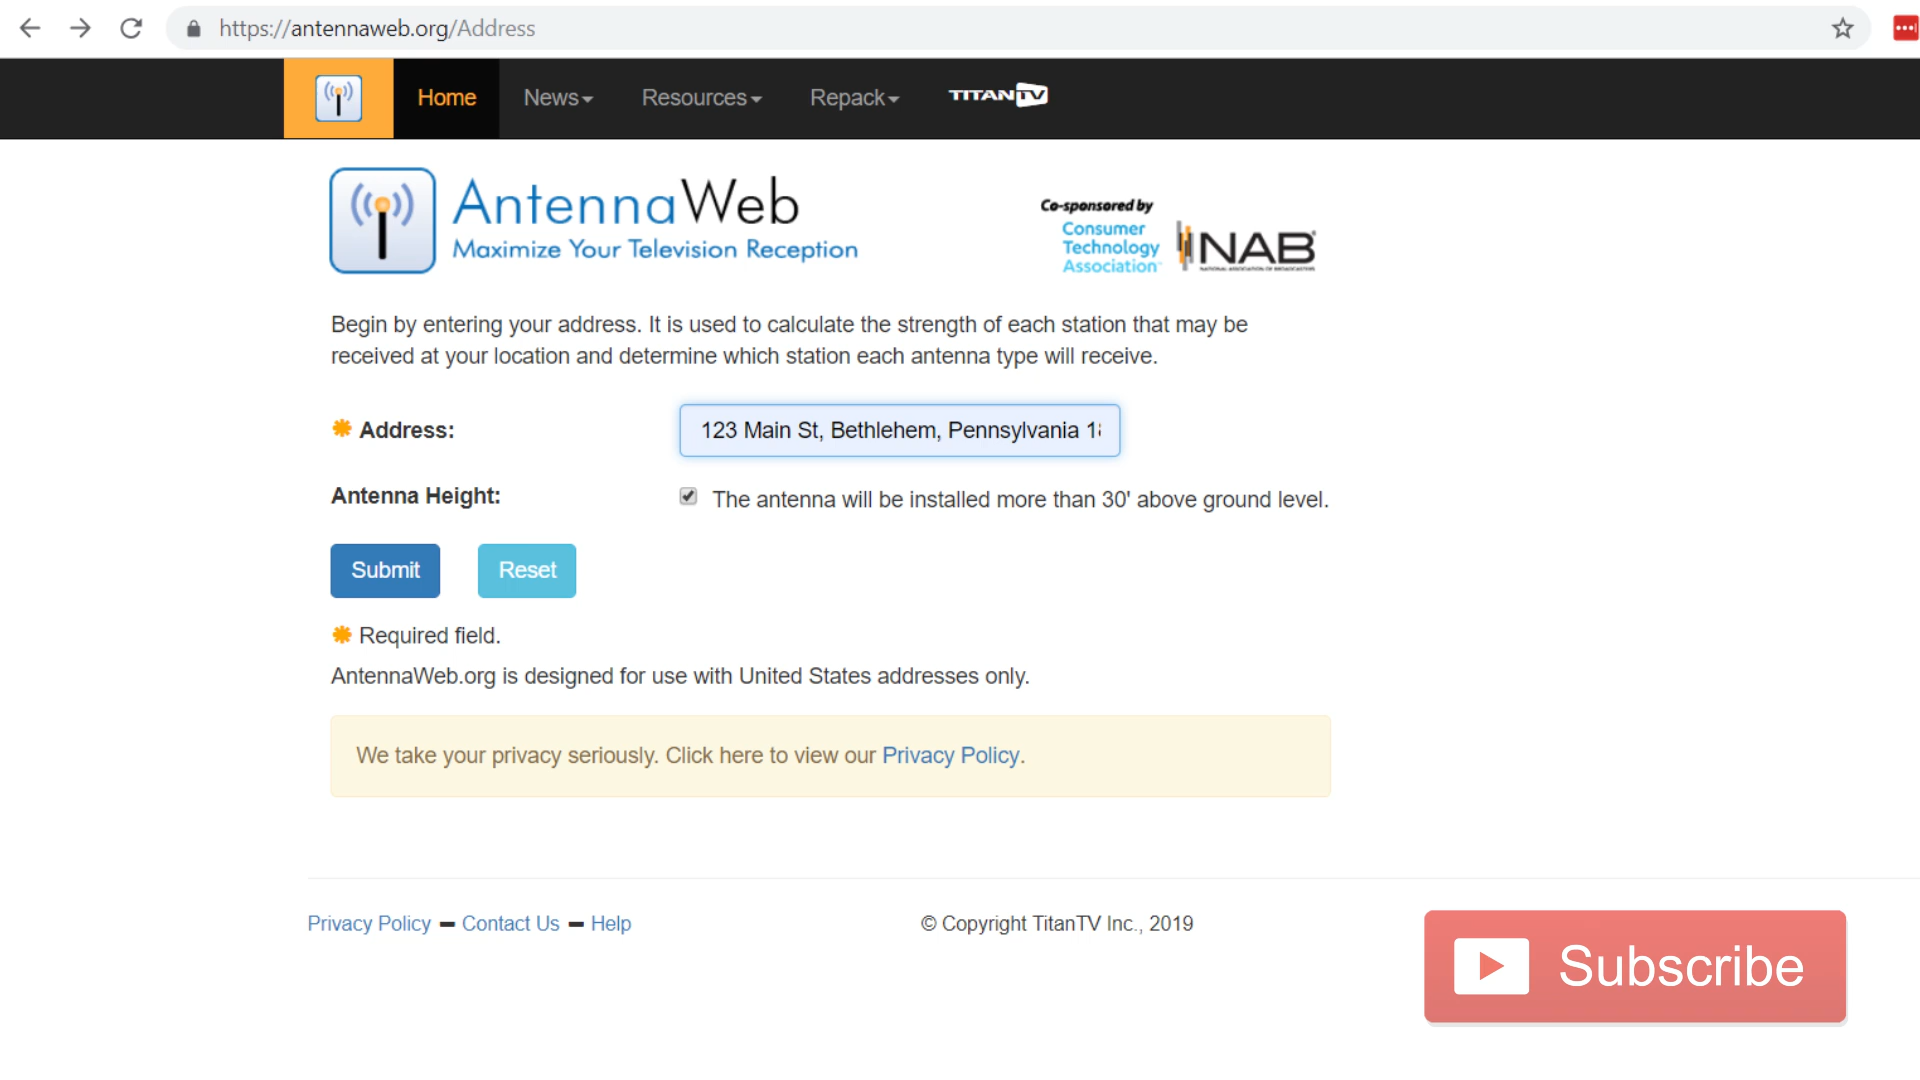 https://antennaweb.org/Address
Home News Resources Repack TITANTV
AntennaWeb
Maximize Your Television Reception
Co-sponsored by
Consumer
Technology
Association
NAB
NATIONAL ASSOCIATION OF BROADCASTERS
Begin by entering your address. It is used to calculate the strength of each station that may be
received at your location and determine which station each antenna type will receive.
Address: 123 Main St, Bethlehem, Pennsylvania 1
Antenna Height: The antenna will be installed more than 30' above ground level.
Submit Reset
Required field.
AntennaWeb.org is designed for use with United States addresses only.
We take your privacy seriously. Click here to view our Privacy Policy.
Privacy Policy Contact Us Help © Copyright TitanTV Inc., 2019
Subscribe